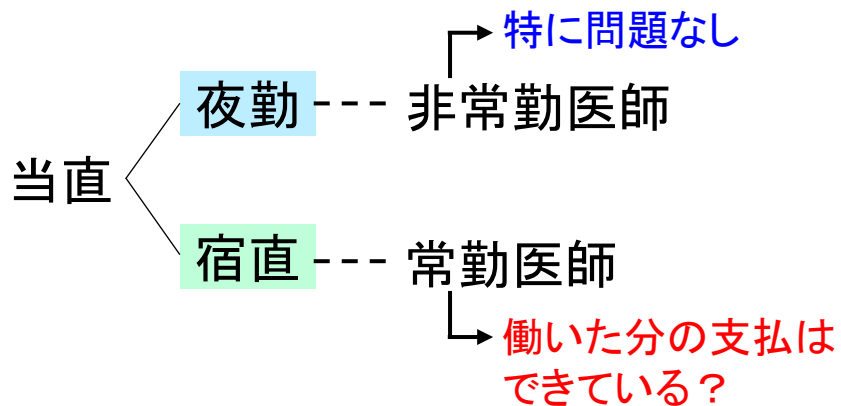 特に問題なし
夜勤
非常勤医師
当直
宿直
常勤医師
働いた分の支払は
できている？